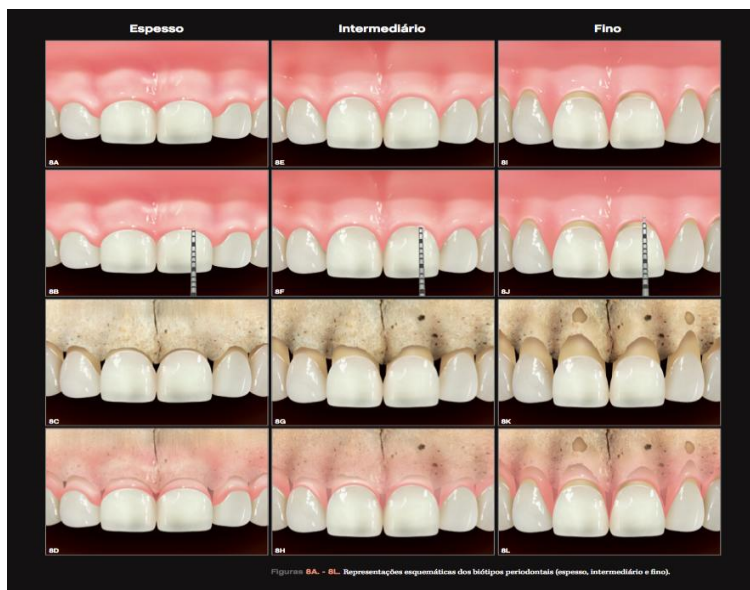 Espesso Intermediário Fino
8A 8E 8I
8B 8F 8J
8C 8G 8K
8D 8H 8L
Figuras 8A. - 8L. Representações esquemáticas dos biótipos periodontais (espesso, intermediário e fino).